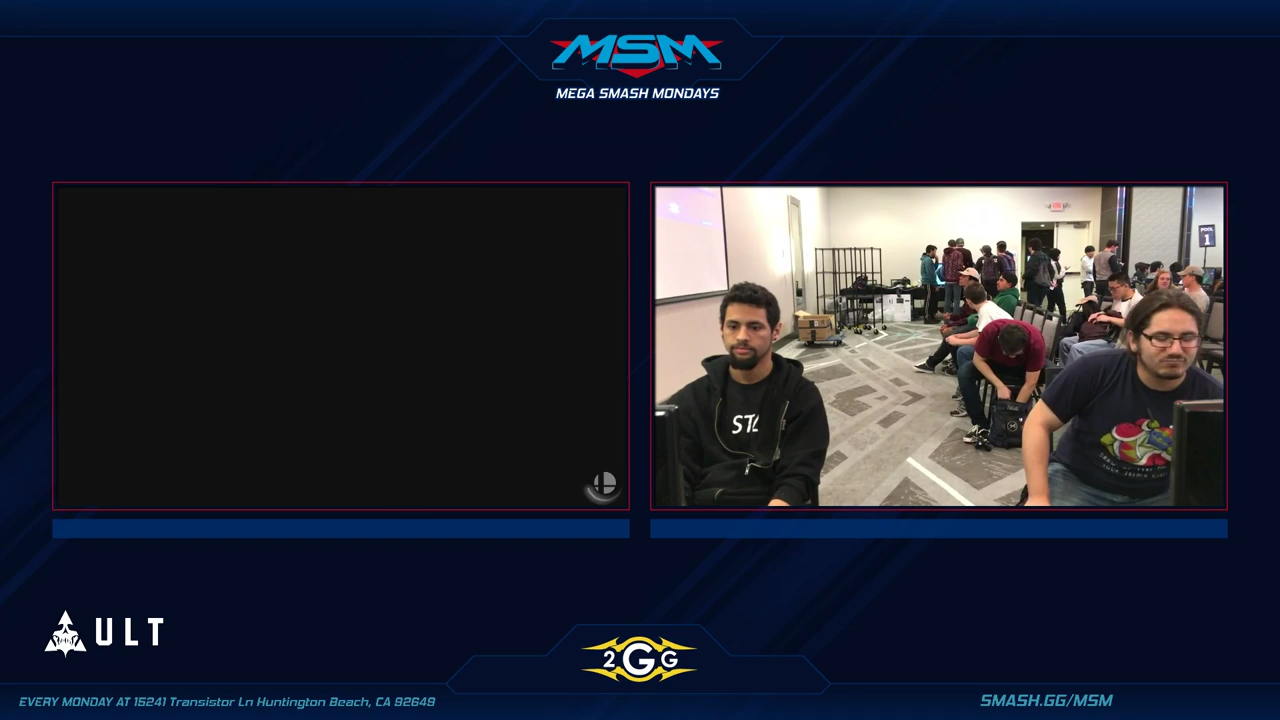 MSM
MEGA SMASH MONDAYS
POOL
1
ULT
2GG
EVERY MONDAY AT 15241 Transistor Ln Huntington Beach, CA 92649
SMASH.GG/MSM